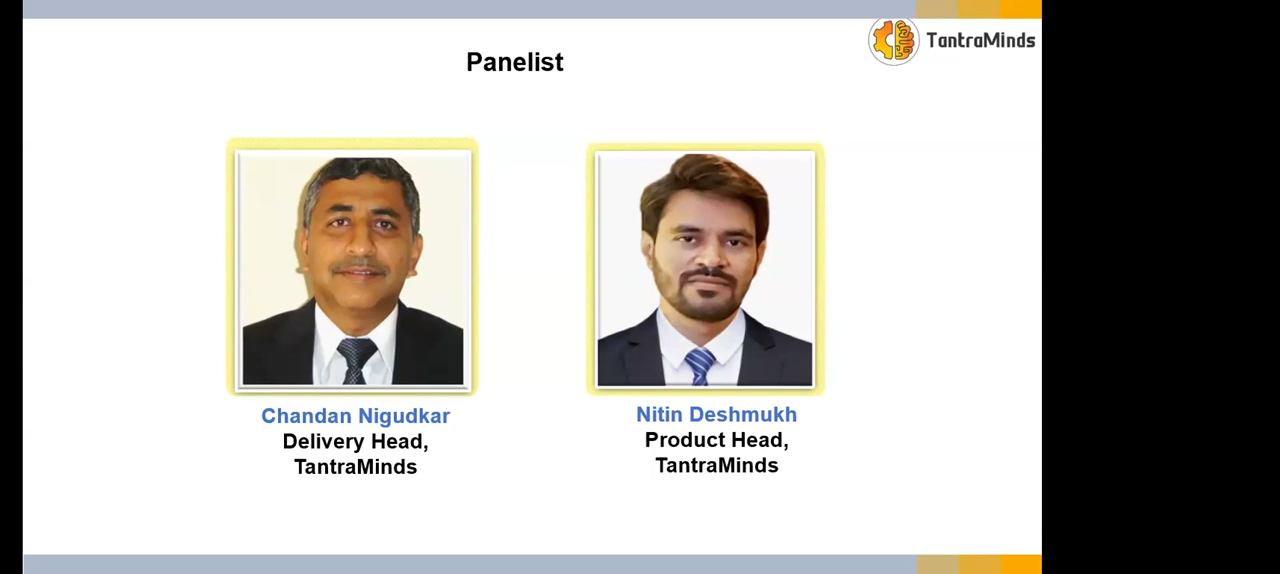 TantraMinds
Panelist
Chandan Nigudkar
Delivery Head,
TantraMinds
Nitin Deshmukh
Product Head,
TantraMinds